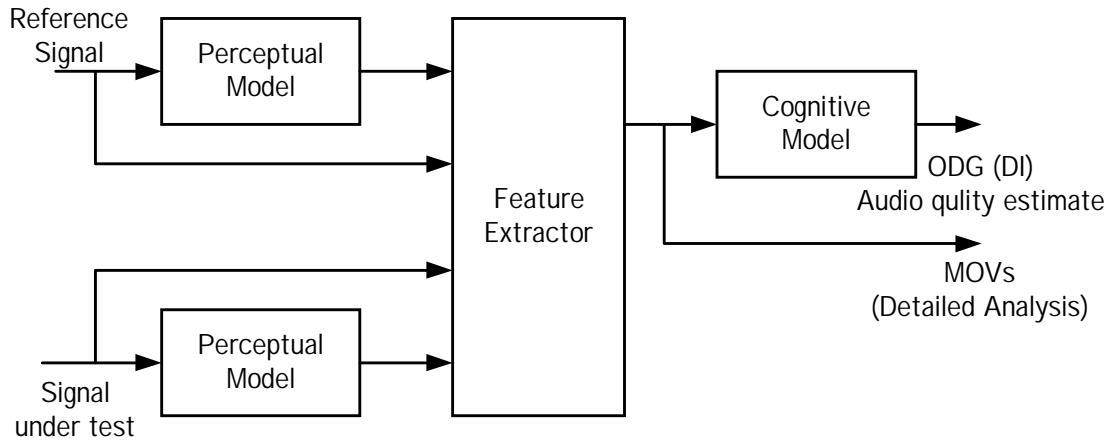 Reference
Signal
Perceptual
Model
Feature
Extractor
Cognitive
Model
ODG (DI)
Audio qulity estimate
MOVs
(Detailed Analysis)
Perceptual
Model
Signal
under test